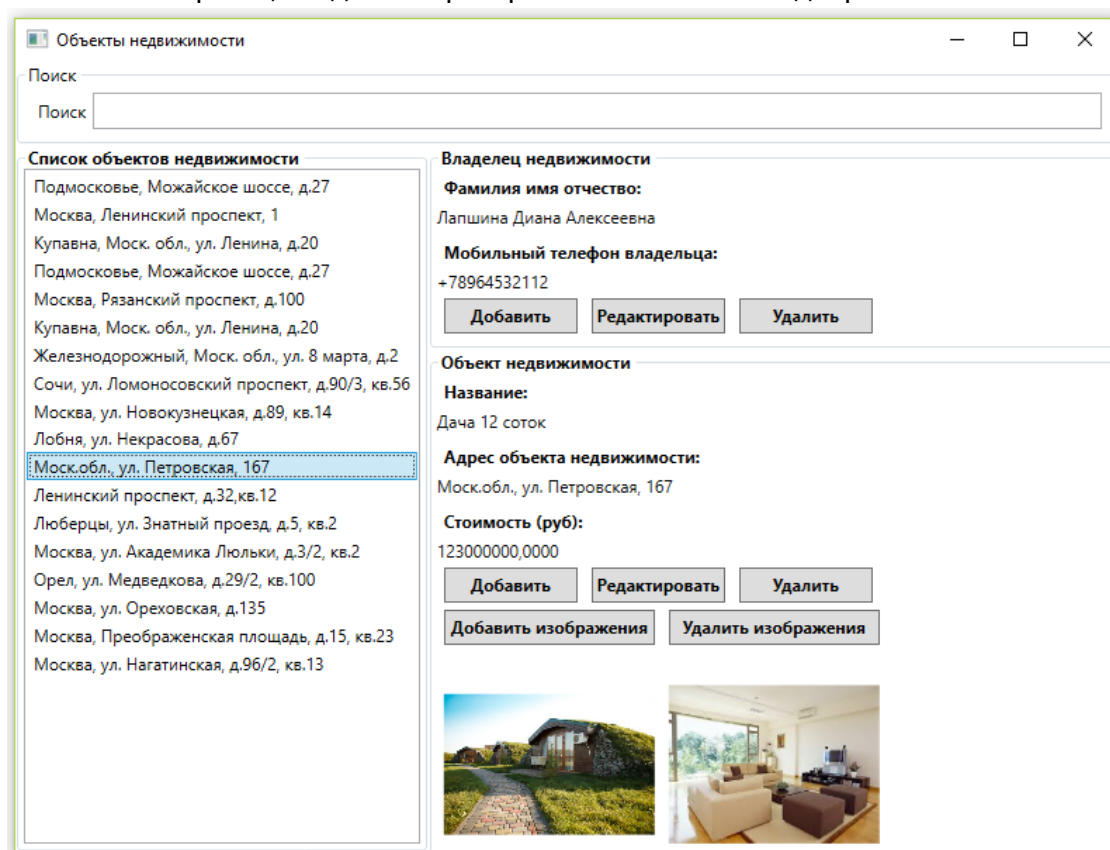 Объекты недвижимости
Поиск
Поиск
Список объектов недвижимости
Подмосковье, Можайское шоссе, д.27
Москва, Ленинский проспект, 1
Купавна, Моск. обл., ул. Ленина, д.20
Подмосковье, Можайское шоссе, д.27
Москва, Рязанский проспект, д.100
Купавна, Моск. обл., ул. Ленина, д.20
Железнодорожный, Моск. обл., ул. 8 марта, д.2
Сочи, ул. Ломоносовский проспект, д.90/3, кв.56
Москва, ул. Новокузнецкая, д.89, кв.14
Лобня, ул. Некрасова, д.67
Моск.обл., ул. Петровская, 167
Ленинский проспект, д.32,кв.12
Люберцы, ул. Знатный проезд, д.5, кв.2
Москва, ул. Академика Люльки, д.3/2, кв.2
Орел, ул. Медведкова, д.29/2, кв.100
Москва, ул. Ореховская, д.135
Москва, Преображенская площадь, д.15, кв.23
Москва, ул. Нагатинская, д.96/2, кв.13
Владелец недвижимости
Фамилия имя отчество:
Лапшина Диана Алексеевна
Мобильный телефон владельца:
+78964532112
Добавить Редактировать Удалить
Объект недвижимости
Название:
Дача 12 соток
Адрес объекта недвижимости:
Моск.обл., ул. Петровская, 167
Стоимость (руб):
123000000,0000
Добавить Редактировать Удалить
Добавить изображения Удалить изображения